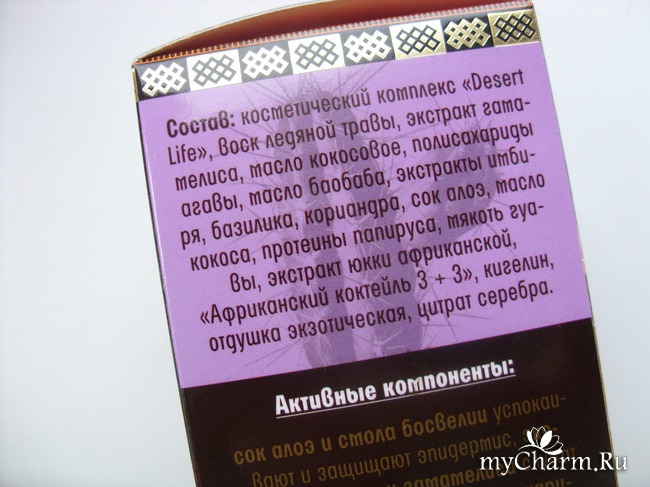 Состав: косметический комплекс «Desert
Life», воск ледяной травы, экстракт гама-
мелиса, масло кокосовое, полисахариды
агавы, масло баобаба, экстракты имби-
ря, базилика, кориандра, сок алоэ, масло
кокоса, протеины папируса, мякоть гуа-
вы, экстракт юкки африканской,
«Африканский коктейль 3 + 3», кигелин,
отдушка экзотическая, цитрат серебра.
Активные компоненты:
сок алоэ и смола босвелии успокаи-
вают и защищают эпидермис,
myCharm.Ru